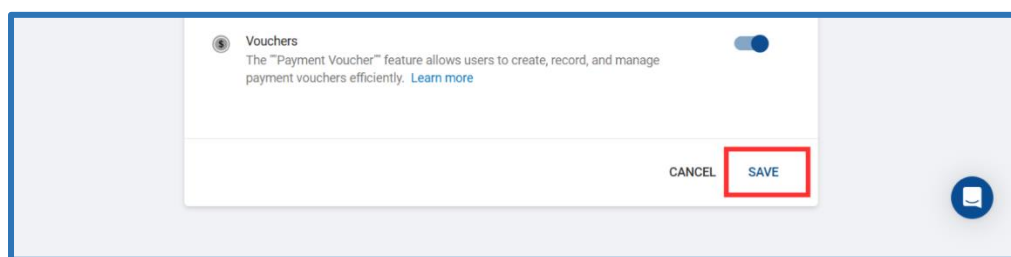 Vouchers
The ""Payment Voucher"" feature allows users to create, record, and manage
payment vouchers efficiently. Learn more
CANCEL SAVE